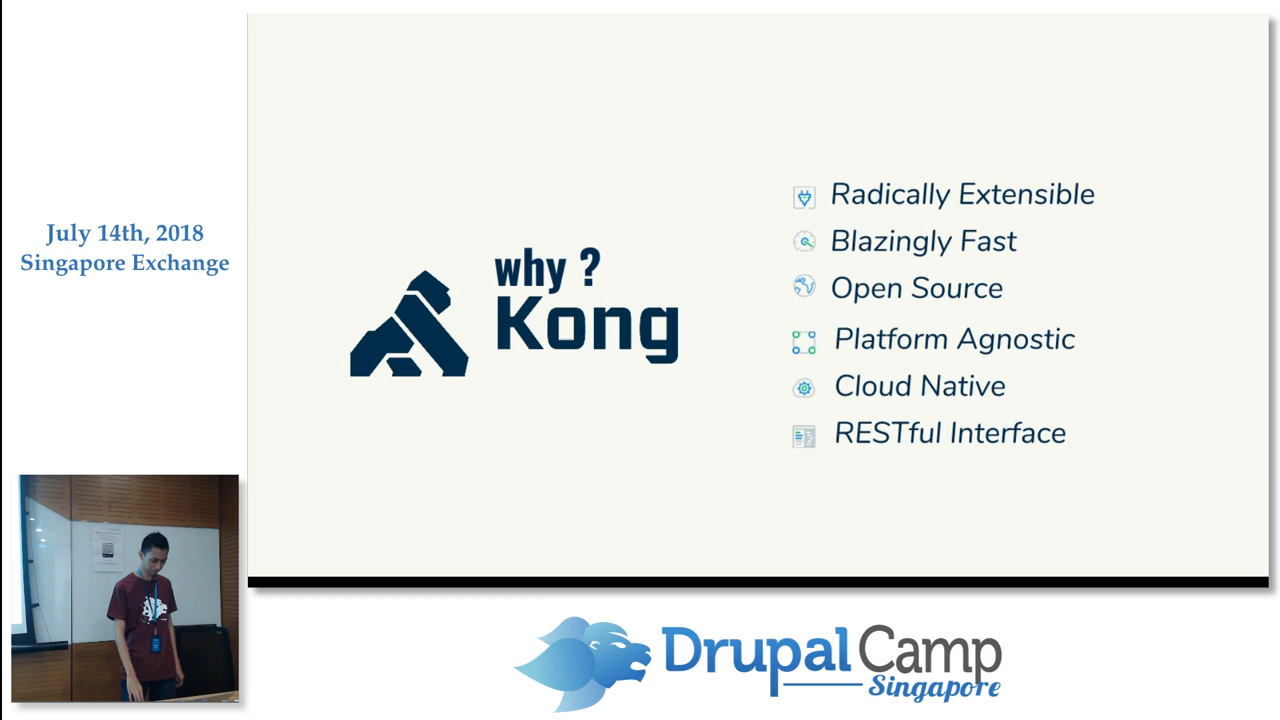 July 14th, 2018
Singapore Exchange
why ?
Kong
Radically Extensible
Blazingly Fast
Open Source
Platform Agnostic
Cloud Native
RESTful Interface
DrupalCamp
Singapore